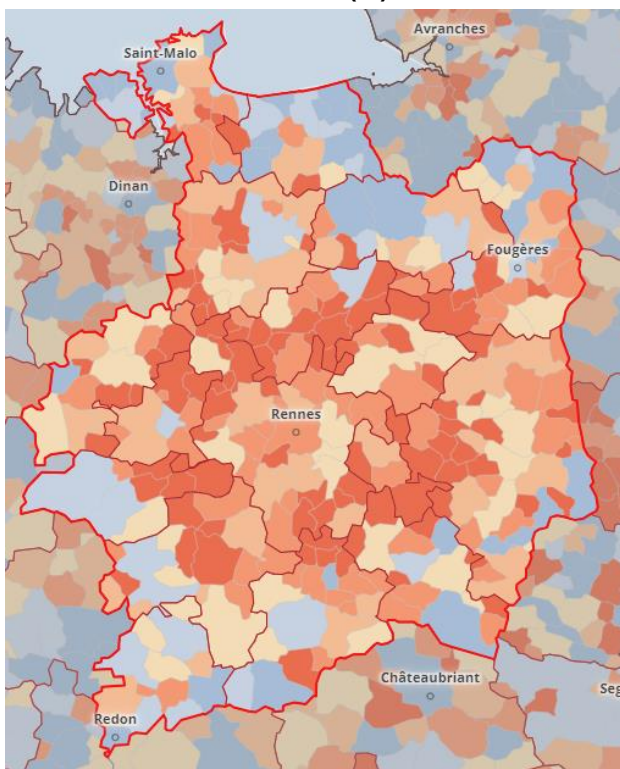 Avranches
Saint-Malo
Dinan
Fougères
Rennes
Châteaubriant
Seg
Redon